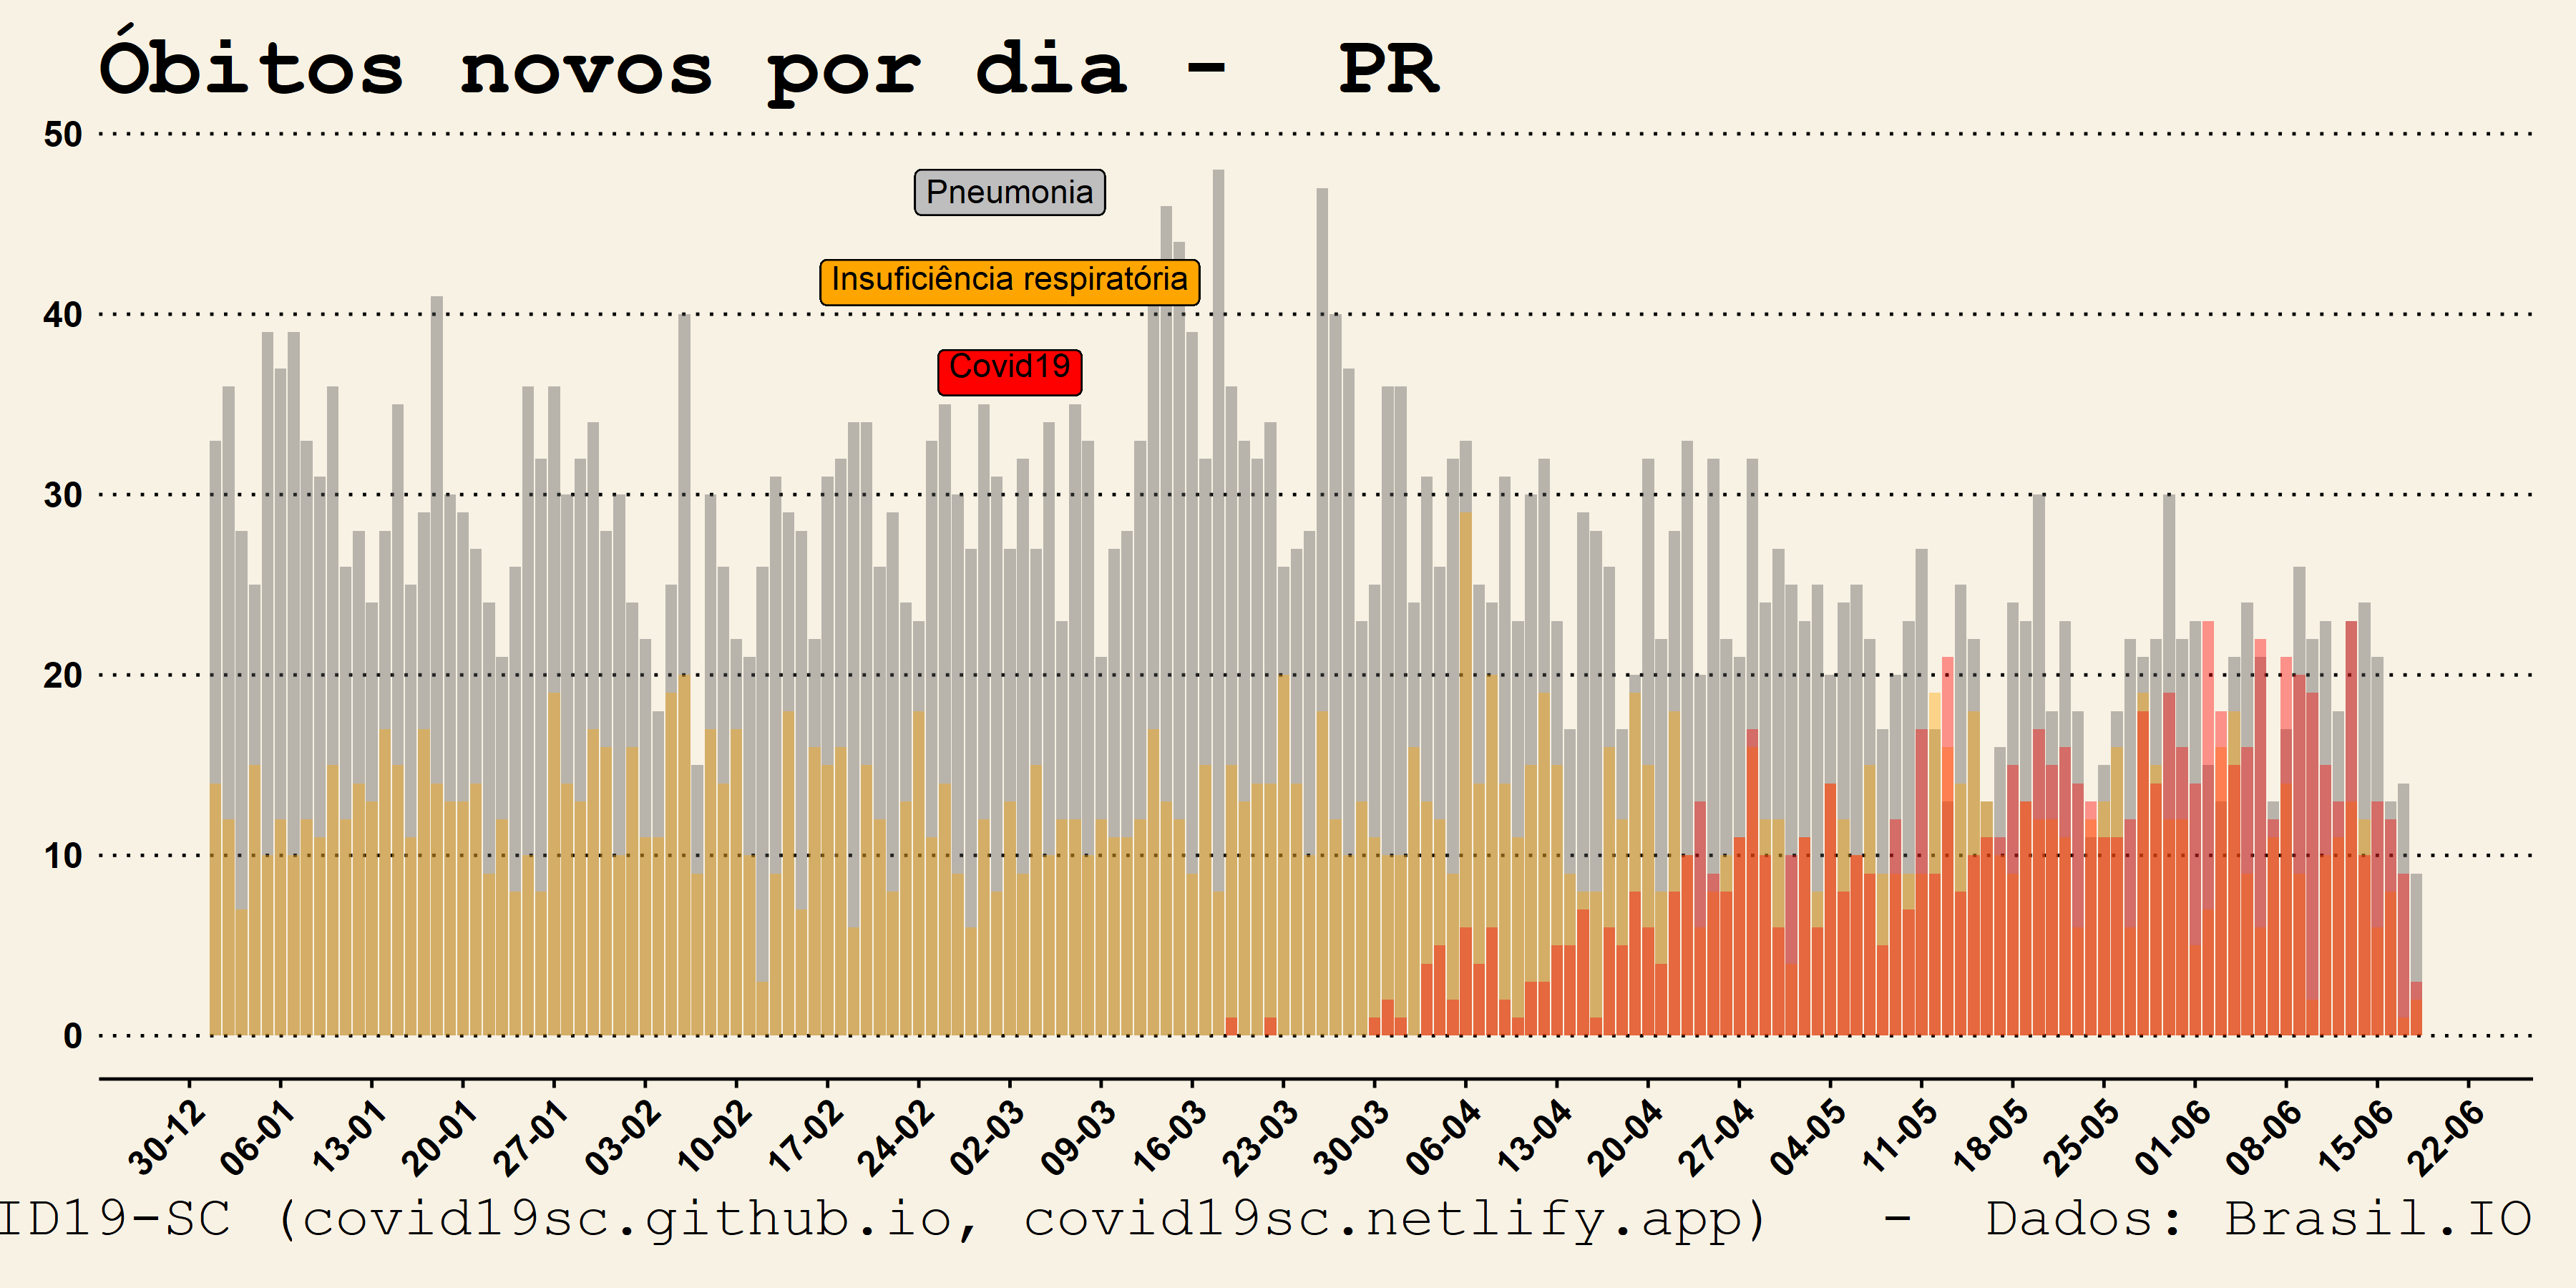 Óbitos novos por dia -  PR
50
Pneumonia
Insuficiência respiratória
40
Covid19
30
20
10
0
30-12 06-01 13-01 20-01 27-01 03-02 10-02 17-02 24-02 02-03 09-03 16-03 23-03 30-03 06-04 13-04 20-04 27-04 04-05 11-05 18-05 25-05 01-06 08-06 15-06 22-06
ID19-SC (covid19sc.github.io, covid19sc.netlify.app)  -  Dados: Brasil.IO